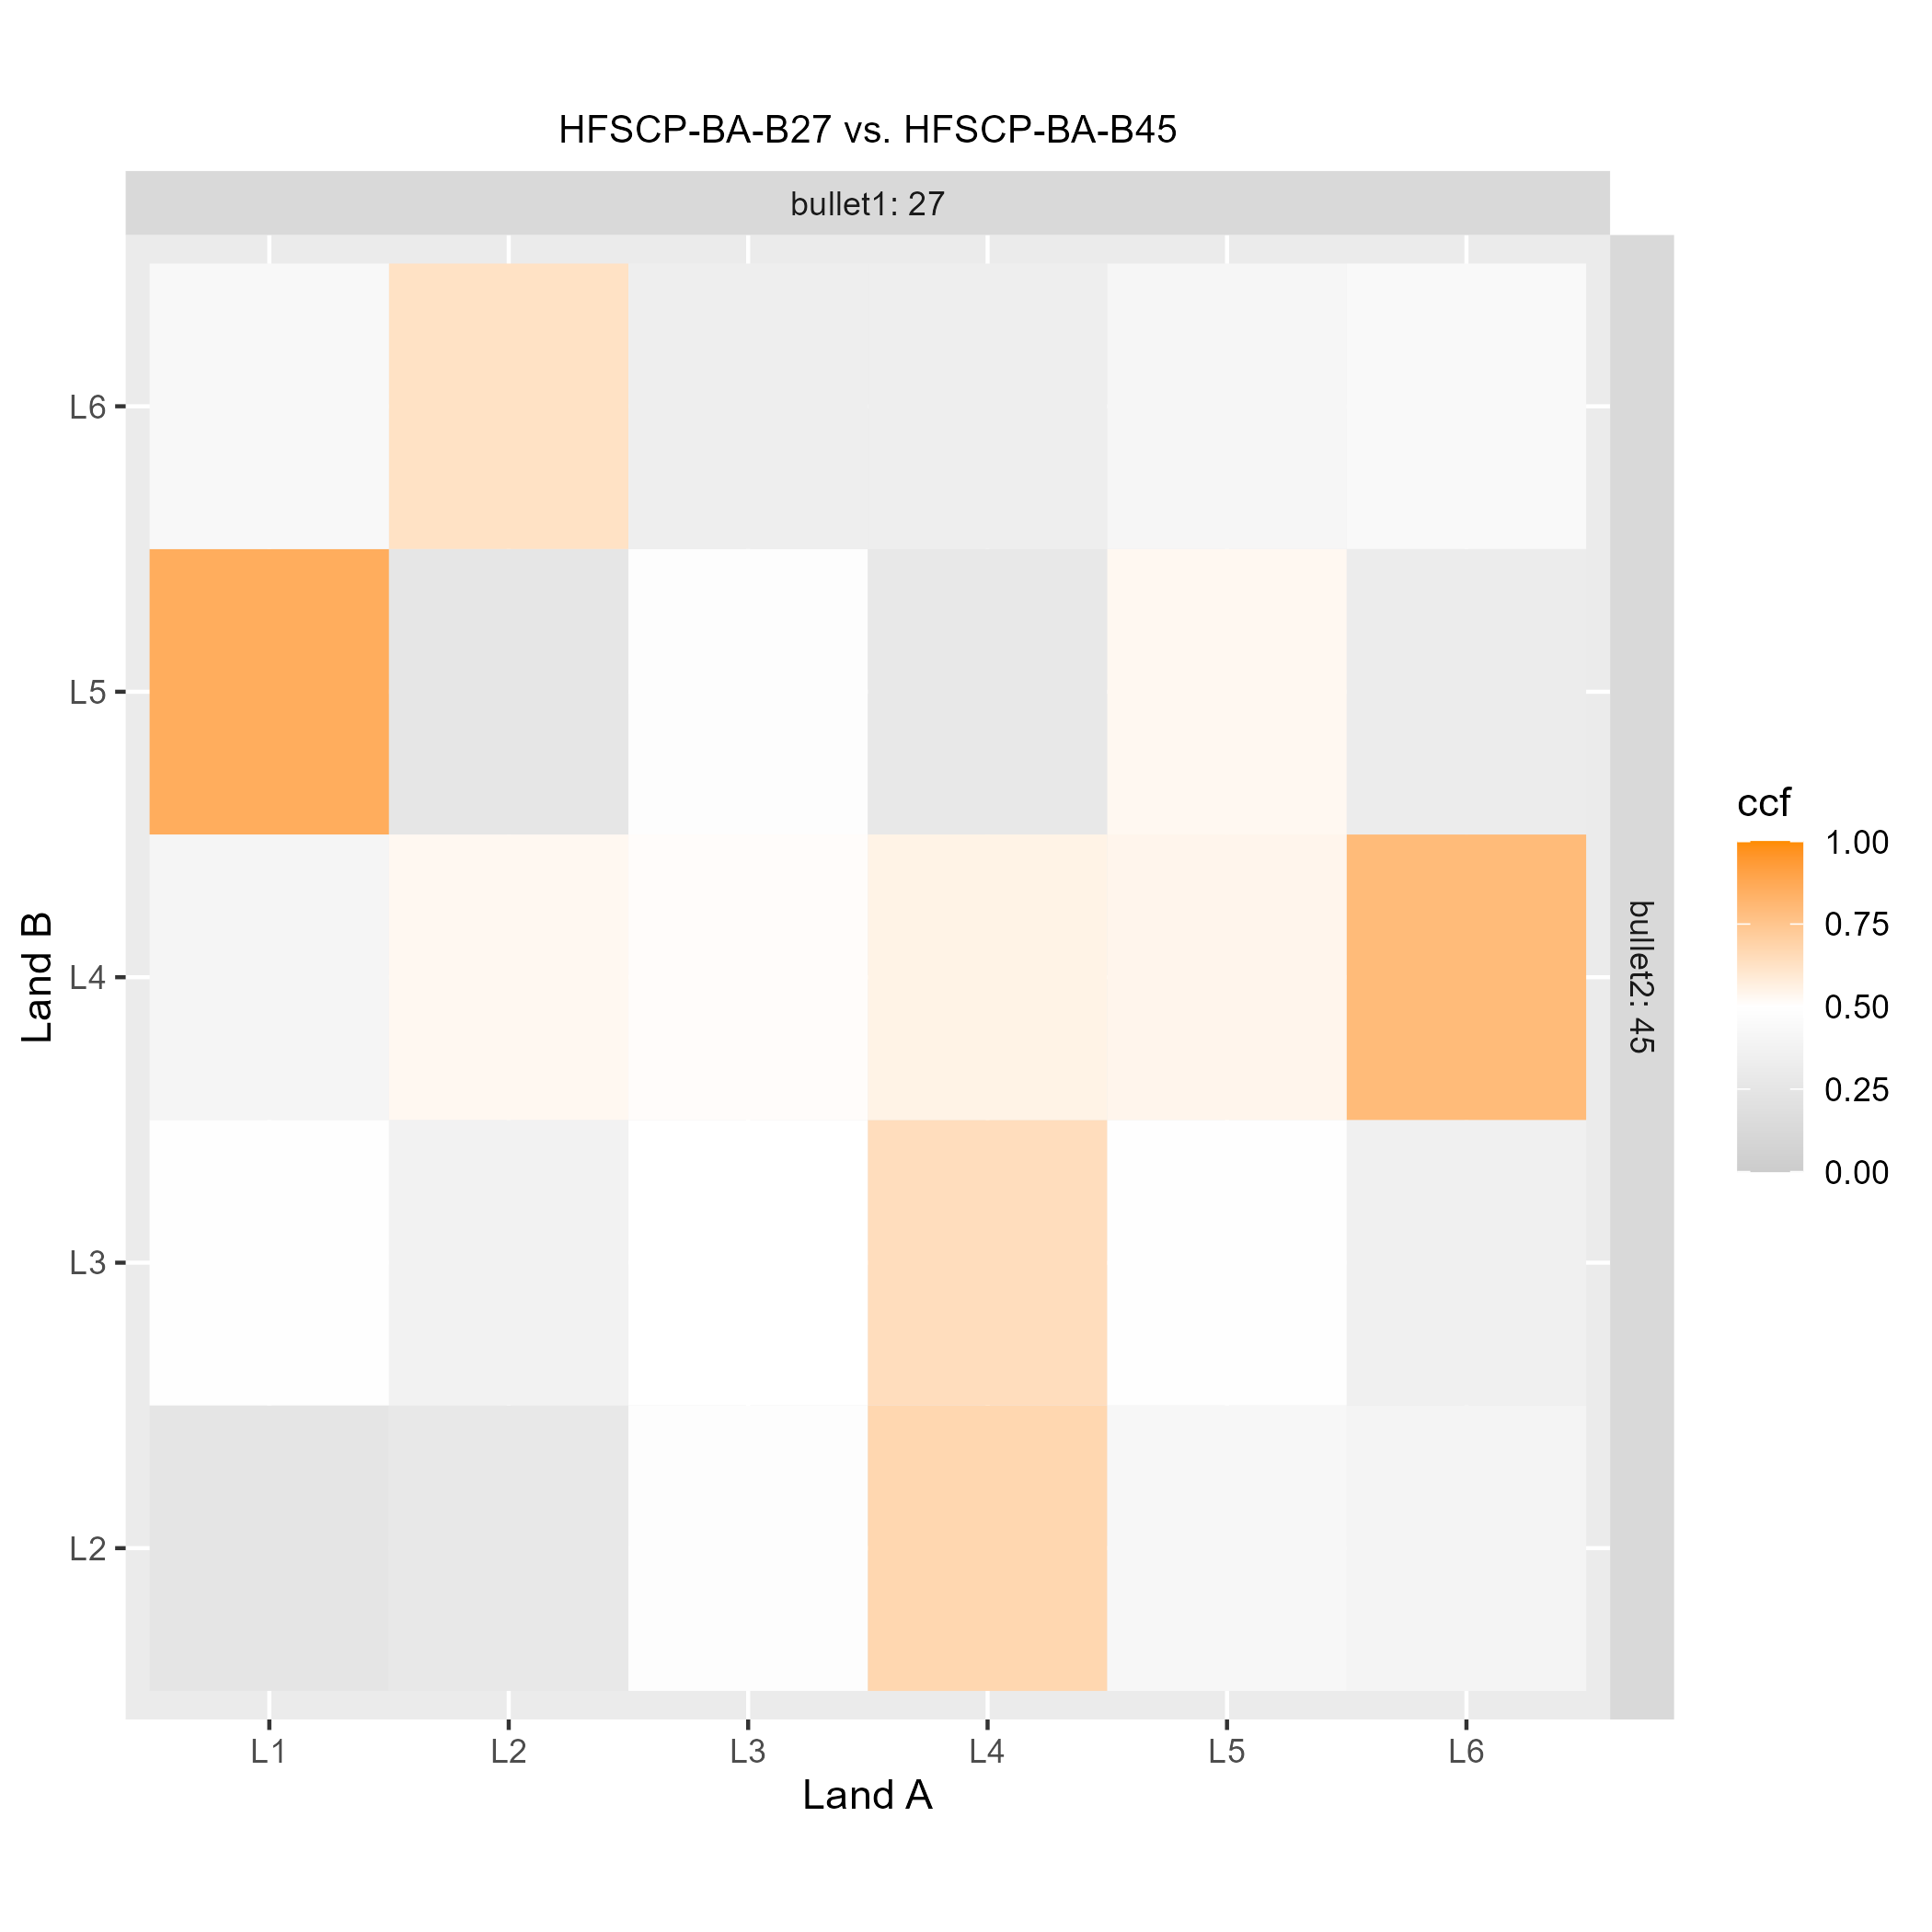 HFSCP-BA-B27 vs. HFSCP-BA-B45
bullet1: 27
L6
L5
L4
L3
L2
Land B
L1
L2
L3
L4
L5
L6
Land A
bullet2: 45
ccf
1.00
0.75
0.50
0.25
0.00